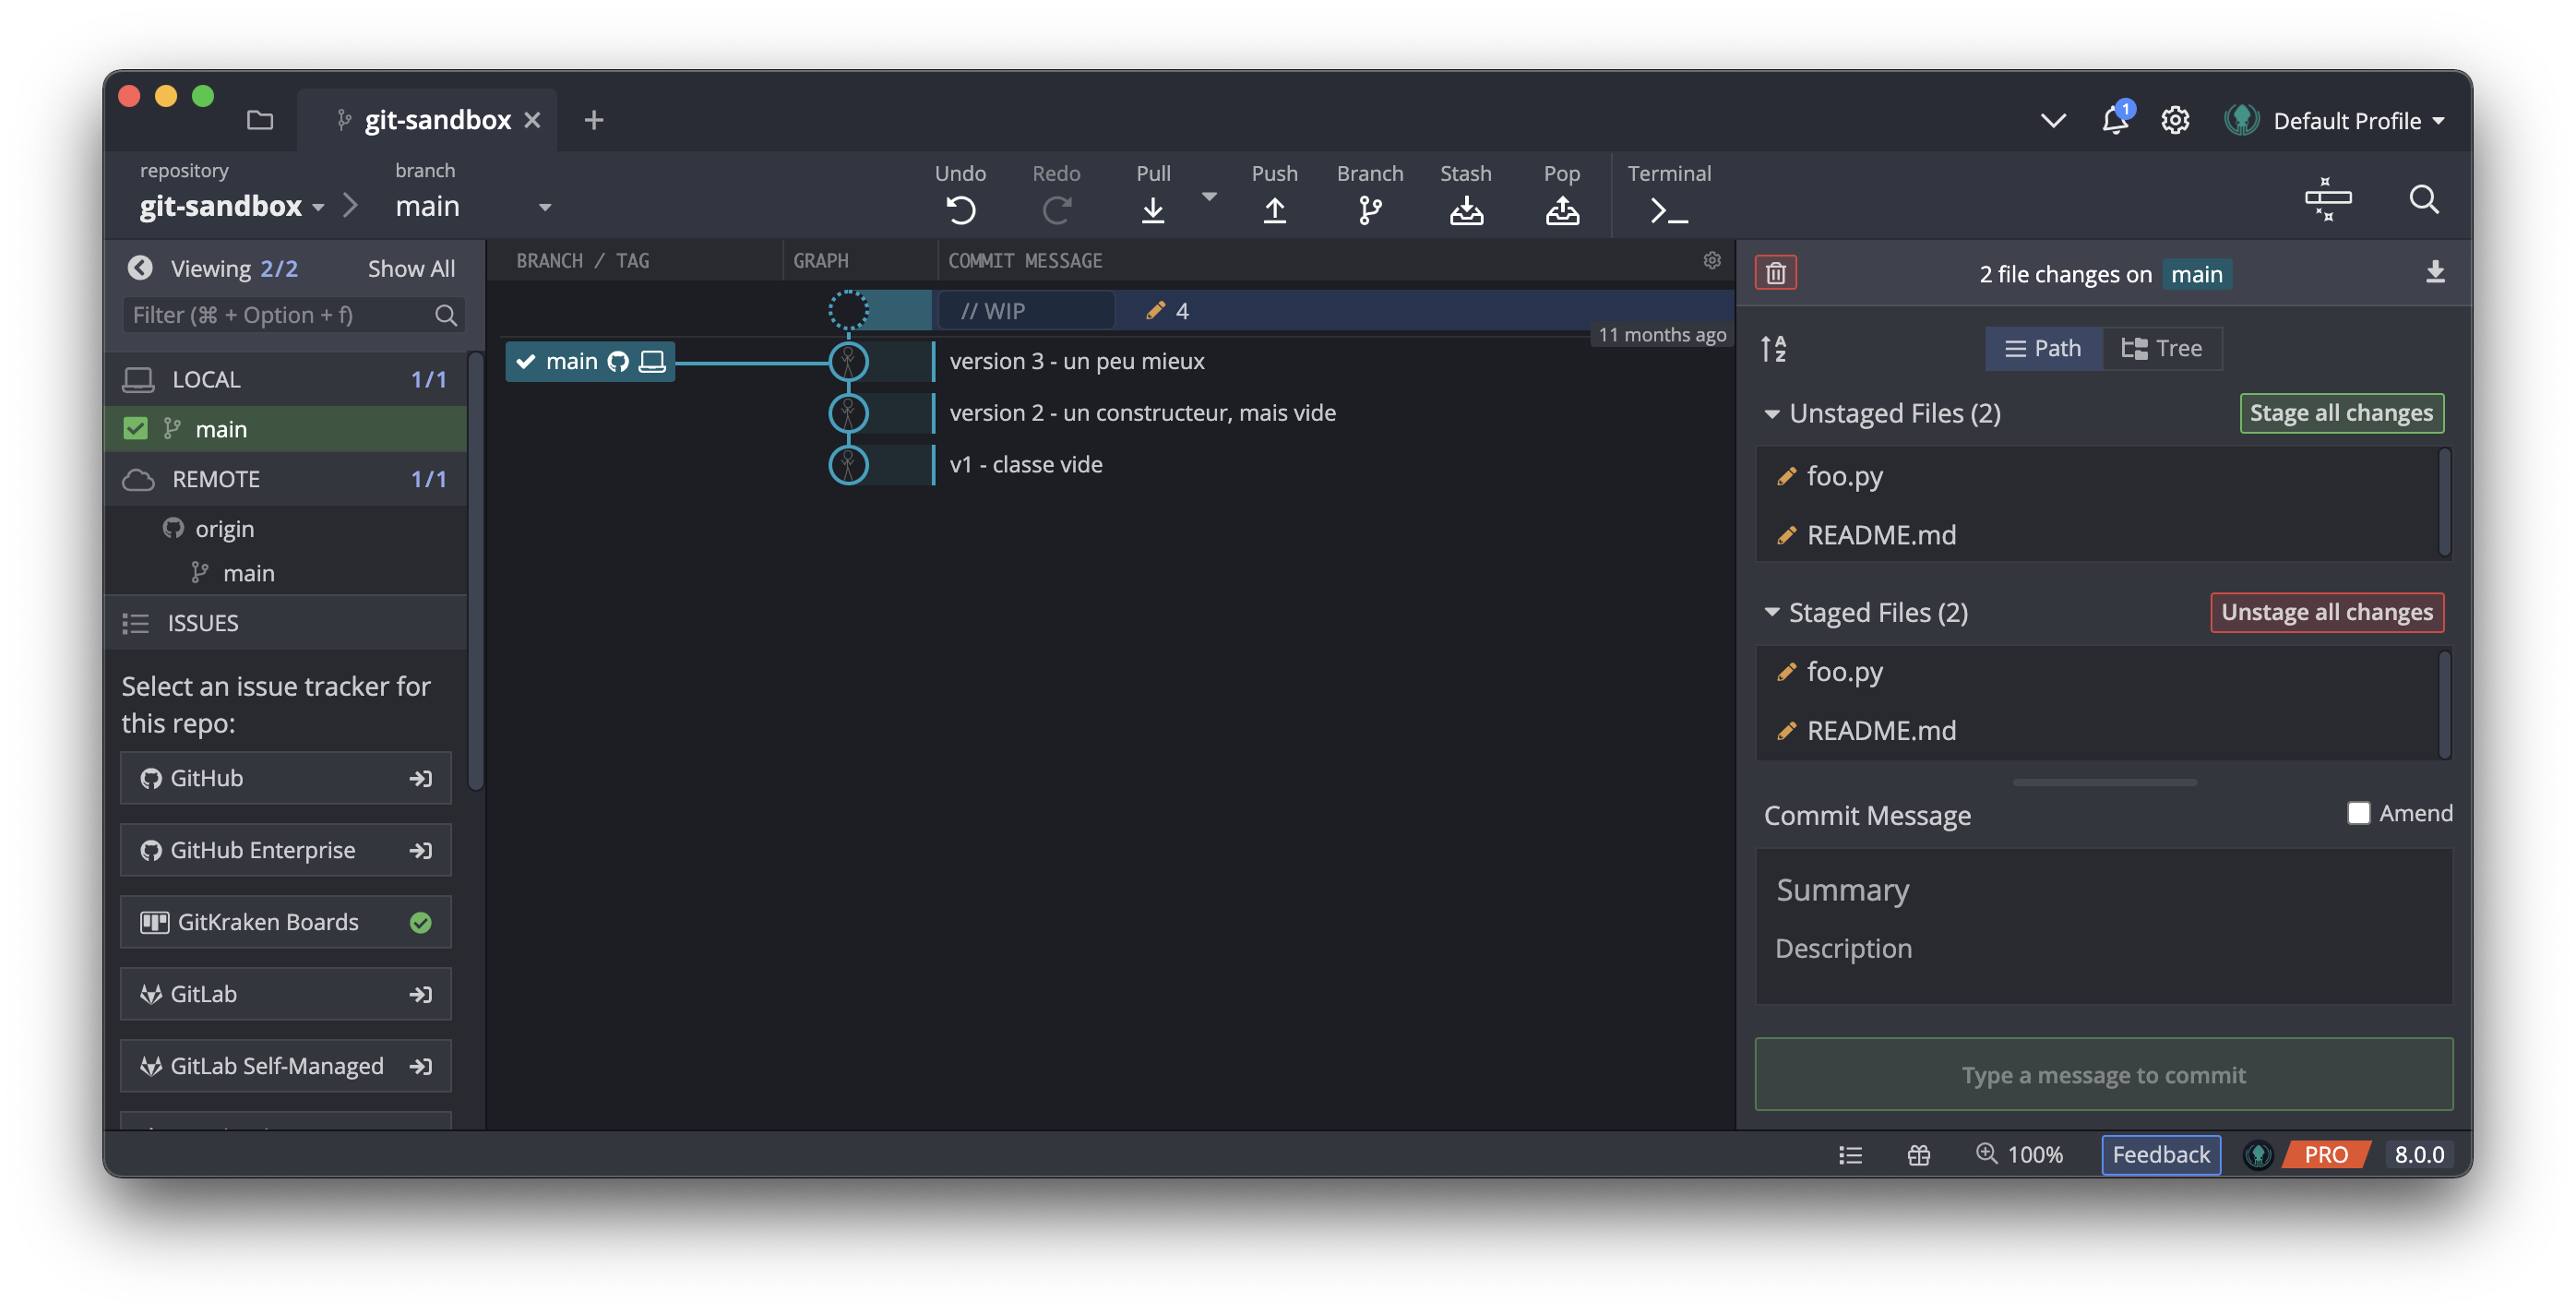 git-sandbox
1
Default Profile
repository
git-sandbox
branch
main
Undo
Redo
Pull
Push
Branch
Stash
Pop
Terminal
Viewing 2/2
Show All
Filter (⌘ + Option + f)
LOCAL 1/1
main
REMOTE 1/1
origin
main
ISSUES
Select an issue tracker for
this repo:
GitHub
GitHub Enterprise
GitKraken Boards
GitLab
GitLab Self-Managed
BRANCH / TAG
GRAPH
COMMIT MESSAGE
// WIP
4
11 months ago
main
version 3 - un peu mieux
version 2 - un constructeur, mais vide
v1 - classe vide
2 file changes on main
A
Z
Path
Tree
Unstaged Files (2)
Stage all changes
foo.py
README.md
Staged Files (2)
Unstage all changes
foo.py
README.md
Commit Message
Amend
Summary
Description
Type a message to commit
100%
Feedback
PRO
8.0.0